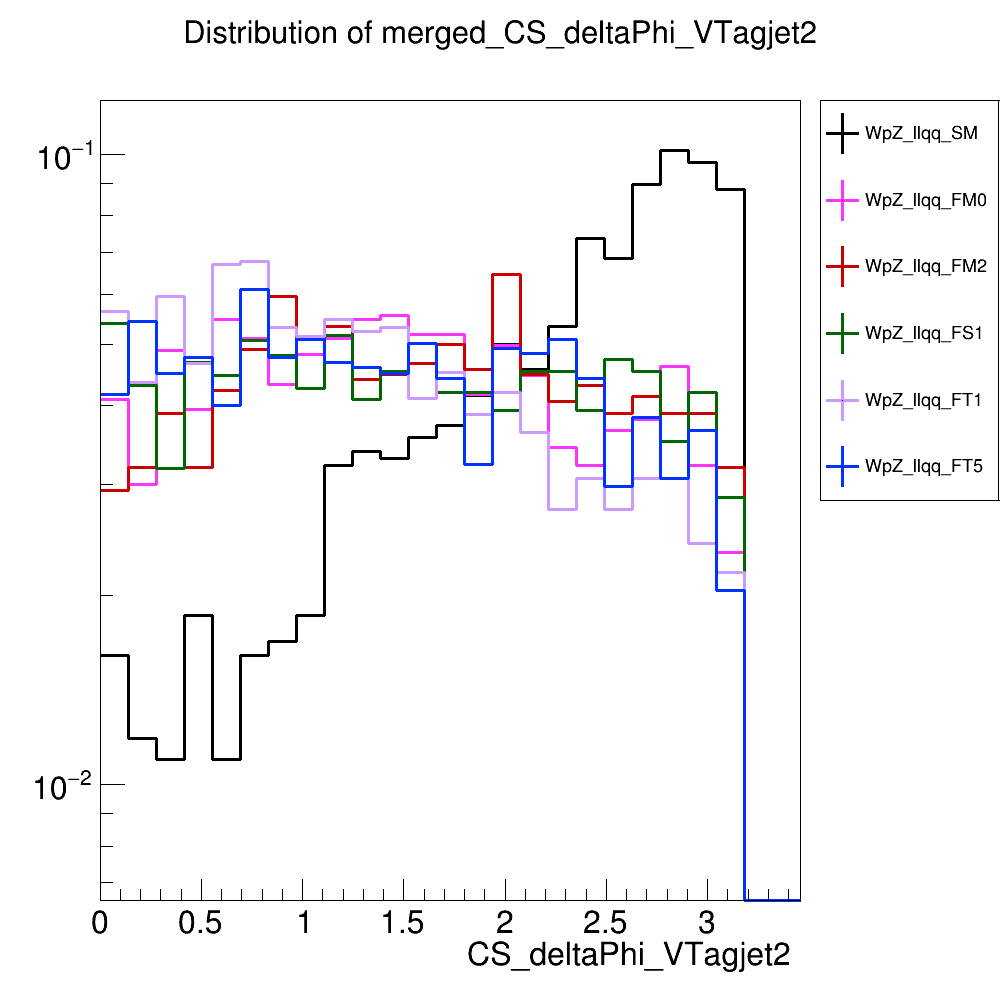 Distribution of merged_CS_deltaPhi_VTagjet2
10⁻¹
10⁻²
0 0.5 1 1.5 2 2.5 3
CS_deltaPhi_VTagjet2
WpZ_llqq_SM
WpZ_llqq_FM0
WpZ_llqq_FM2
WpZ_llqq_FS1
WpZ_llqq_FT1
WpZ_llqq_FT5